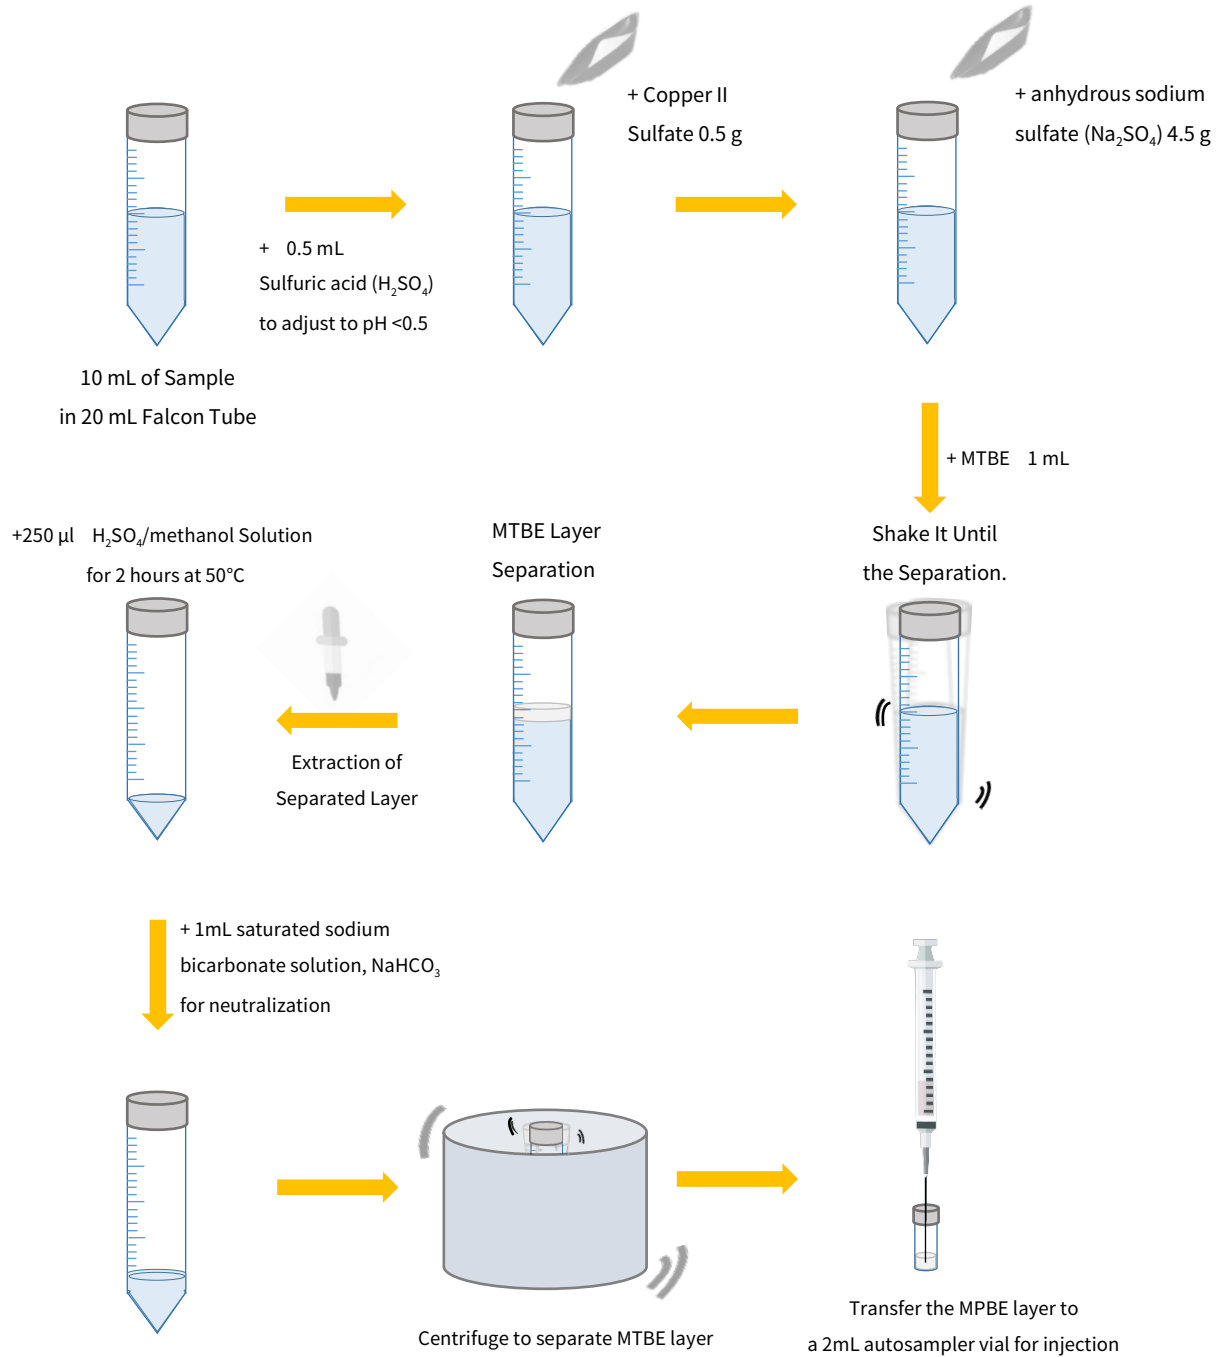 + Copper II
Sulfate 0.5 g
+ anhydrous sodium
sulfate (Na₂SO₄) 4.5 g
+ 0.5 mL
Sulfuric acid (H₂SO₄)
to adjust to pH <0.5
10 mL of Sample
in 20 mL Falcon Tube
+ MTBE 1 mL
Shake It Until
the Separation.
MTBE Layer
Separation
+250 µl H₂SO₄/methanol Solution
for 2 hours at 50°C
Extraction of
Separated Layer
+ 1mL saturated sodium
bicarbonate solution, NaHCO₃
for neutralization
Centrifuge to separate MTBE layer
Transfer the MPBE layer to
a 2mL autosampler vial for injection